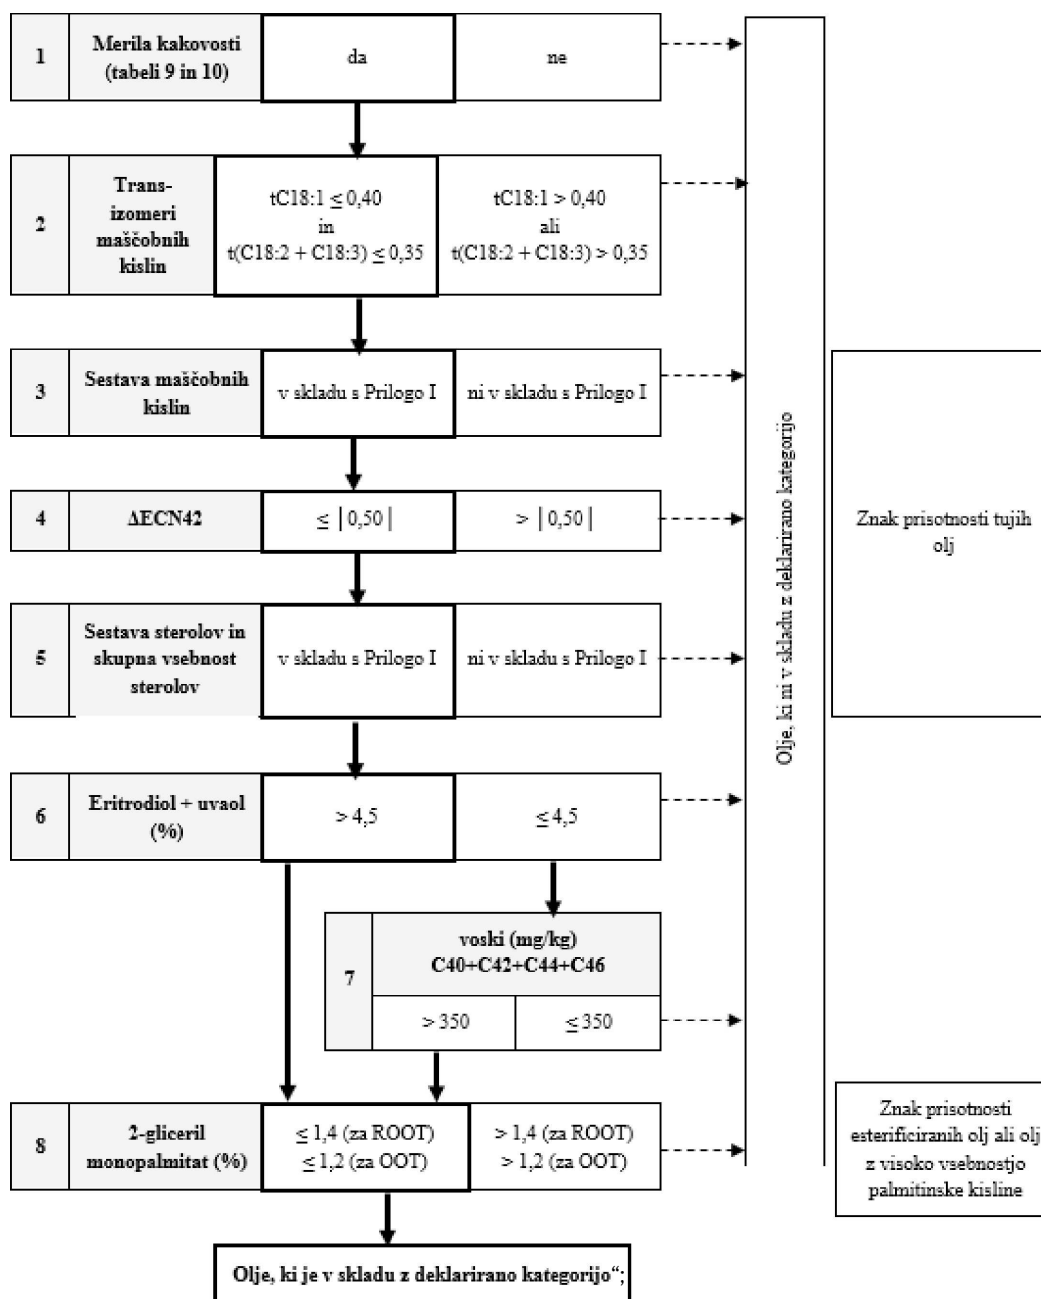 1
Merila kakovosti
(tabeli 9 in 10)
da
ne
2
Trans-
izomeri
maščobnih
kislin
tC18:1 ≤ 0,40
in
t(C18:2 + C18:3) ≤ 0,35
tC18:1 > 0,40
ali
t(C18:2 + C18:3) > 0,35
3
Sestava maščobnih
kislin
v skladu s Prilogo I
ni v skladu s Prilogo I
4
ΔECN42
≤ |0,50|
> |0,50|
5
Sestava sterolov in
skupna vsebnost
sterolov
v skladu s Prilogo I
ni v skladu s Prilogo I
6
Eritrodiol + uvaol
(%)
> 4,5
≤ 4,5
7
voski (mg/kg)
C40+C42+C44+C46
> 350
≤ 350
8
2-gliceril
monopalmitat (%)
≤ 1,4 (za ROOT)
≤ 1,2 (za OOT)
> 1,4 (za ROOT)
> 1,2 (za OOT)
Olje, ki je v skladu z deklarirano kategorijo“;
Olje, ki ni v skladu z deklarirano kategorijo
Znak prisotnosti tujih
olj
Znak prisotnosti
esterificiranih olj ali olj
z visoko vsebnostjo
palmitinske kisline